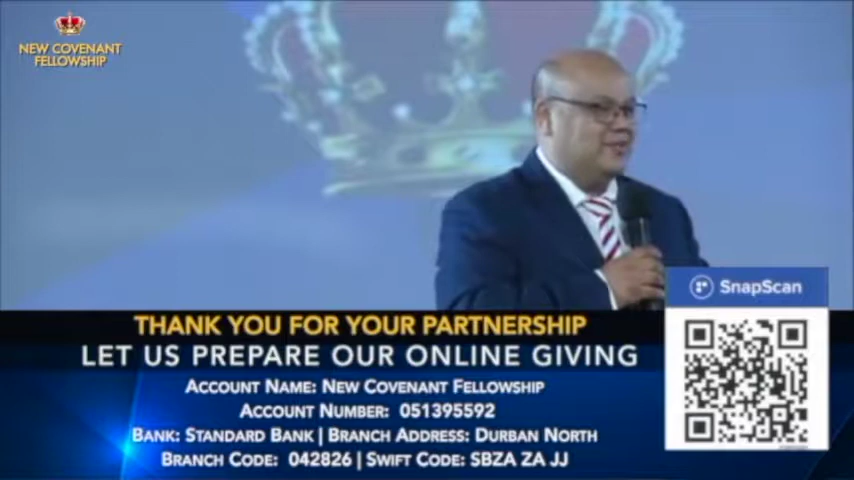 NEW COVENANT
FELLOWSHIP
THANK YOU FOR YOUR PARTNERSHIP
LET US PREPARE OUR ONLINE GIVING
ACCOUNT NAME: NEW COVENANT FELLOWSHIP
ACCOUNT NUMBER: 051395592
BANK: STANDARD BANK | BRANCH ADDRESS: DURBAN NORTH
BRANCH CODE: 042826 | SWIFT CODE: SBZA ZA JJ
SnapScan